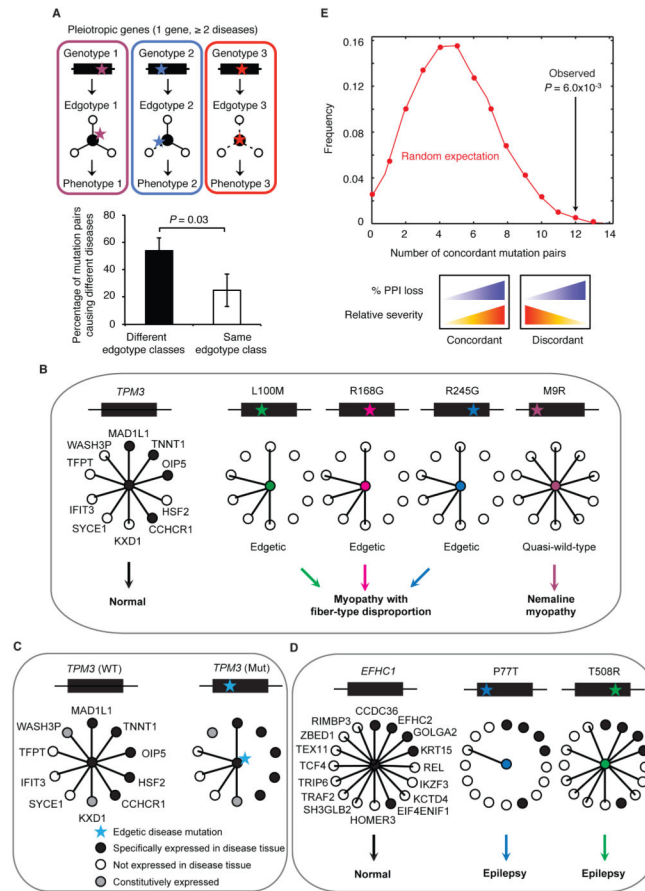 A
Pleiotropic genes (1 gene, ≥ 2 diseases)
Genotype 1 Genotype 2 Genotype 3
Edgotype 1 Edgotype 2 Edgotype 3
Phenotype 1 Phenotype 2 Phenotype 3
Percentage of mutation pairs
causing different diseases
80
60
40
20
0
P = 0.03
Different
edgotype classes
Same
edgotype class
E
Frequency
0.16
0.12
0.08
0.04
0
0 2 4 6 8 10 12 14
Number of concordant mutation pairs
Random expectation
Observed
P = 6.0x10-3
% PPI loss
Relative severity
Concordant Discordant
B
TPM3 L100M R168G R245G M9R
MAD1L1
WASH3P
TNNT1
TFPT
OIP5
IFIT3
HSF2
SYCE1
CCHCR1
KXD1
Edgetic Edgetic Edgetic Quasi-wild-type
Normal
Myopathy with
fiber-type disproportion
Nemaline
myopathy
C
TPM3 (WT) TPM3 (Mut)
MAD1L1
WASH3P
TNNT1
TFPT
OIP5
IFIT3
HSF2
SYCE1
CCHCR1
KXD1
Edgetic disease mutation
Specifically expressed in disease tissue
Not expressed in disease tissue
Constitutively expressed
D
EFHC1 P77T T508R
CCDC36
RIMBP3
EFHC2
ZBED1
GOLGA2
TEX11
KRT15
TCF4
REL
TRIP6
IKZF3
TRAF2
KCTD4
SH3GLB2
EIF4ENIF1
HOMER3
Normal Epilepsy Epilepsy